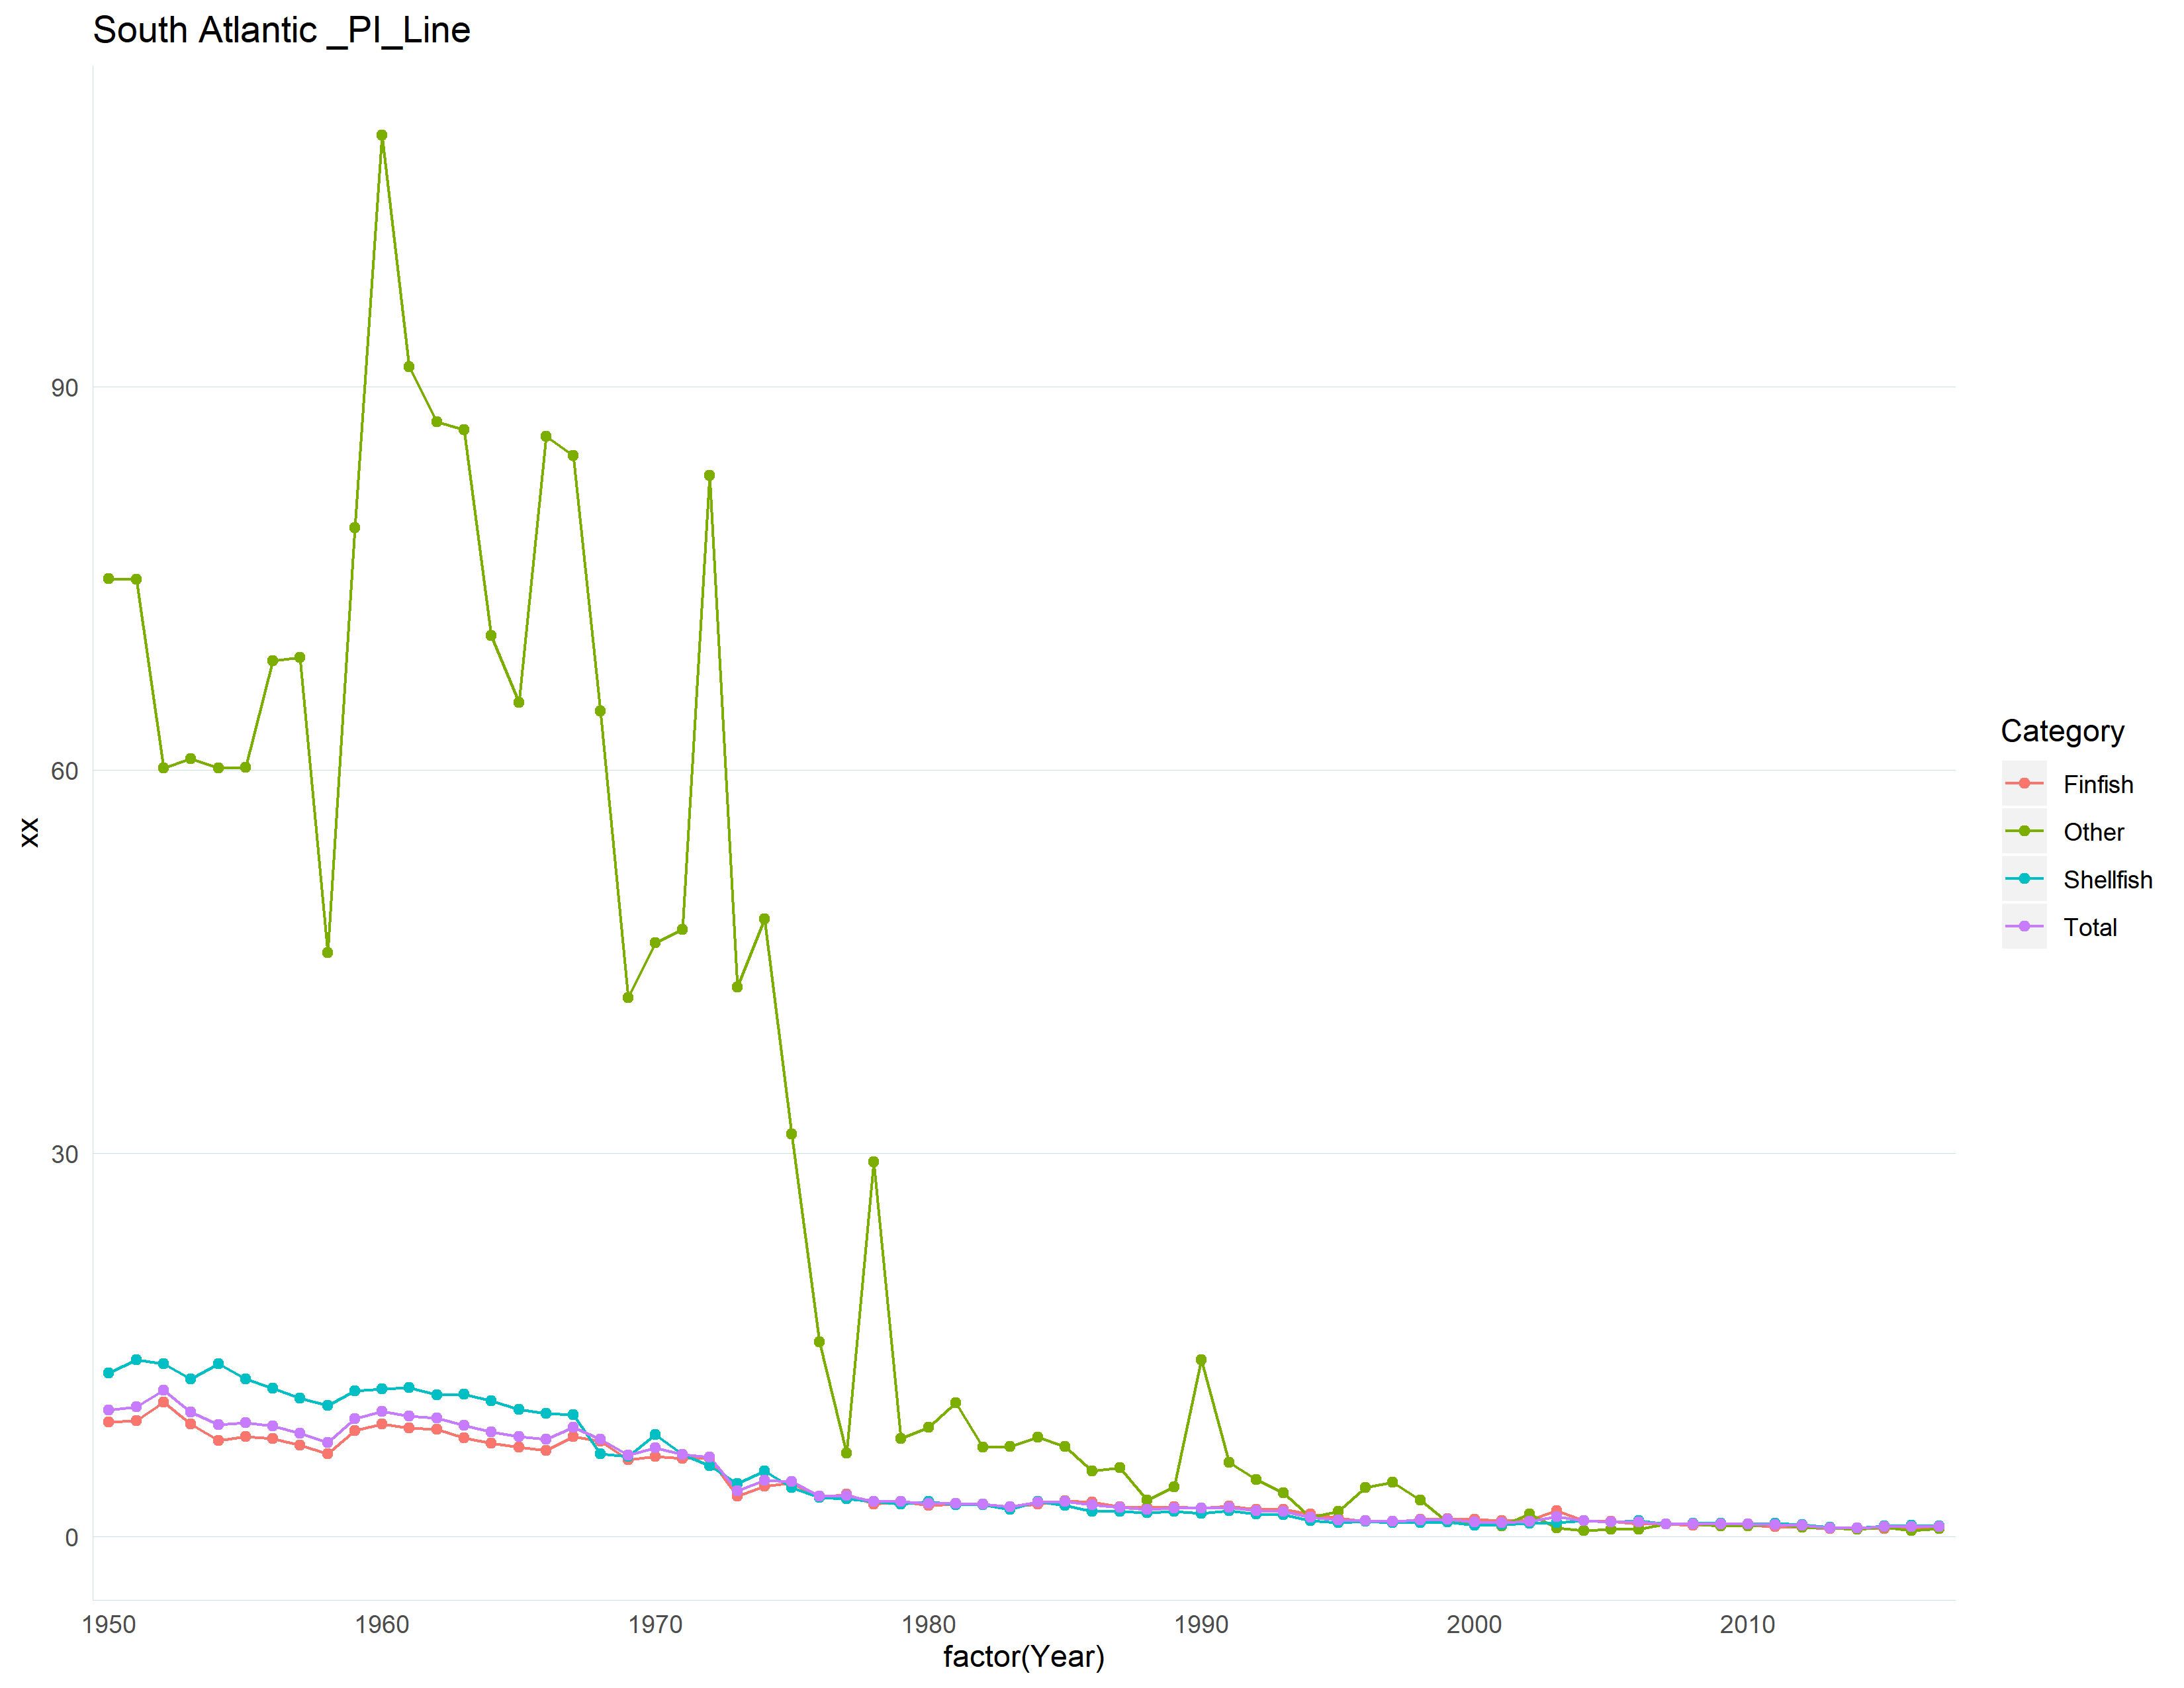 South Atlantic _PI_Line
90
60
30
0
xx
1950 1960 1970 1980 1990 2000 2010
factor(Year)
Category
Finfish
Other
Shellfish
Total